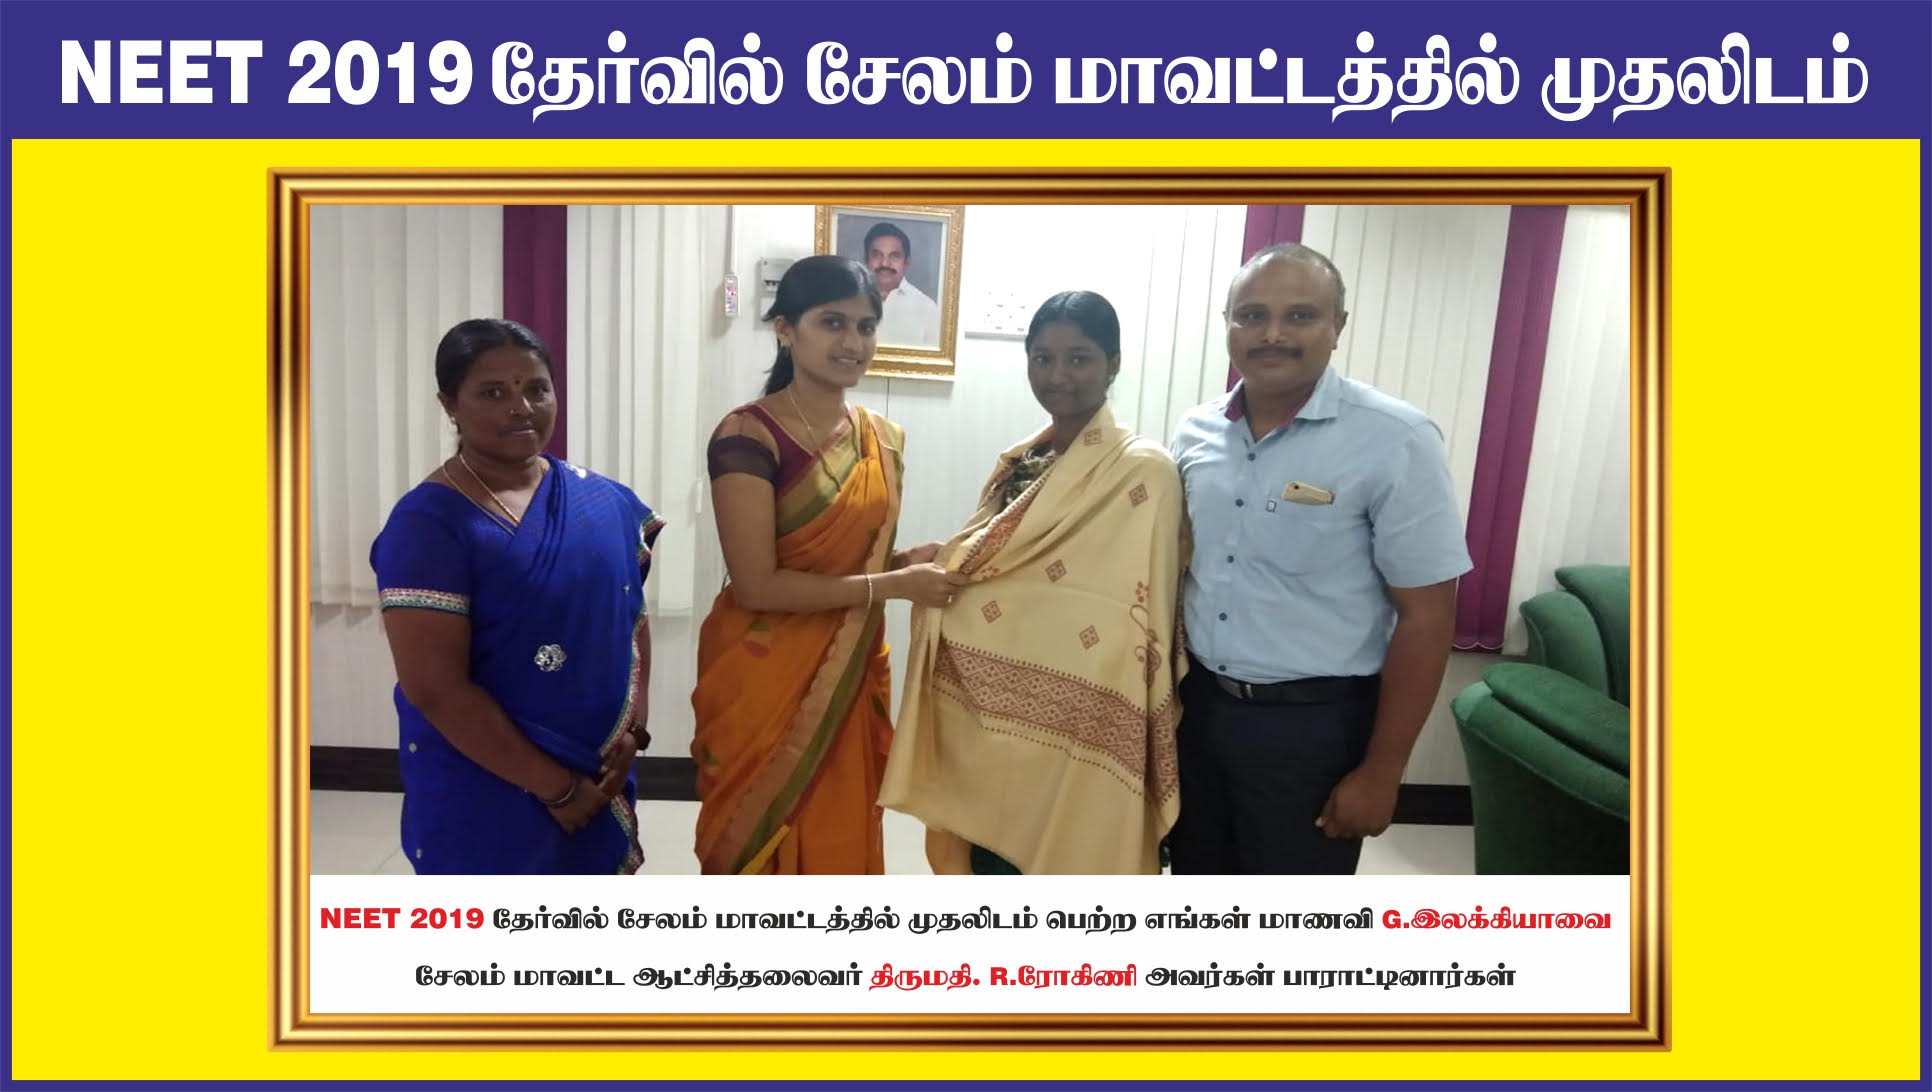 NEET 2019 தேர்வில் சேலம் மாவட்டத்தில் முதலிடம்
NEET 2019 தேர்வில் சேலம் மாவட்டத்தில் முதலிடம் பெற்ற எங்கள் மாணவி G.இலக்கியாவை
சேலம் மாவட்ட ஆட்சித்தலைவர் திருமதி. R.ரோகிணி அவர்கள் பாராட்டினார்கள்